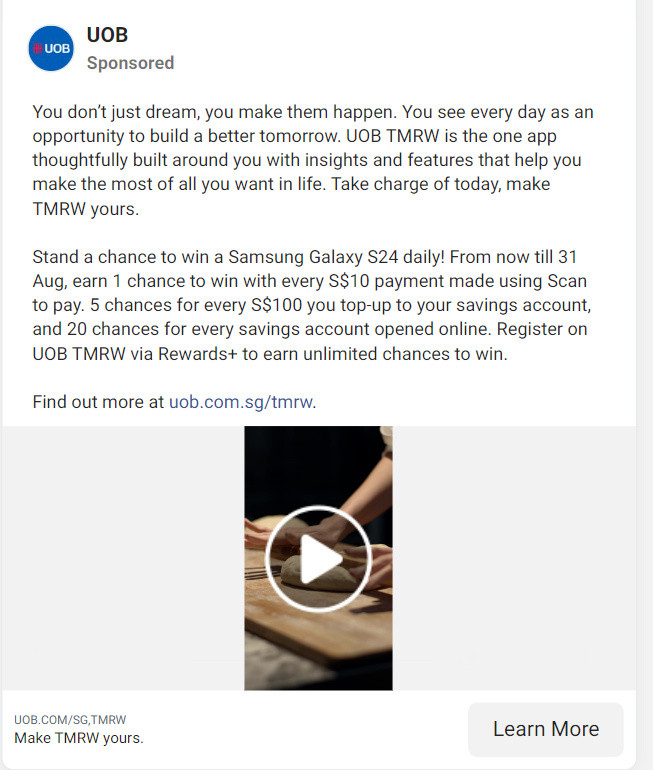 UOB
UOB
Sponsored
You don’t just dream, you make them happen. You see every day as an
opportunity to build a better tomorrow. UOB TMRW is the one app
thoughtfully built around you with insights and features that help you
make the most of all you want in life. Take charge of today, make
TMRW yours.
Stand a chance to win a Samsung Galaxy S24 daily! From now till 31
Aug, earn 1 chance to win with every S$10 payment made using Scan
to pay. 5 chances for every S$100 you top-up to your savings account,
and 20 chances for every savings account opened online. Register on
UOB TMRW via Rewards+ to earn unlimited chances to win.
Find out more at uob.com.sg/tmrw.
UOB.COM/SG,TMRW
Make TMRW yours.
Learn More